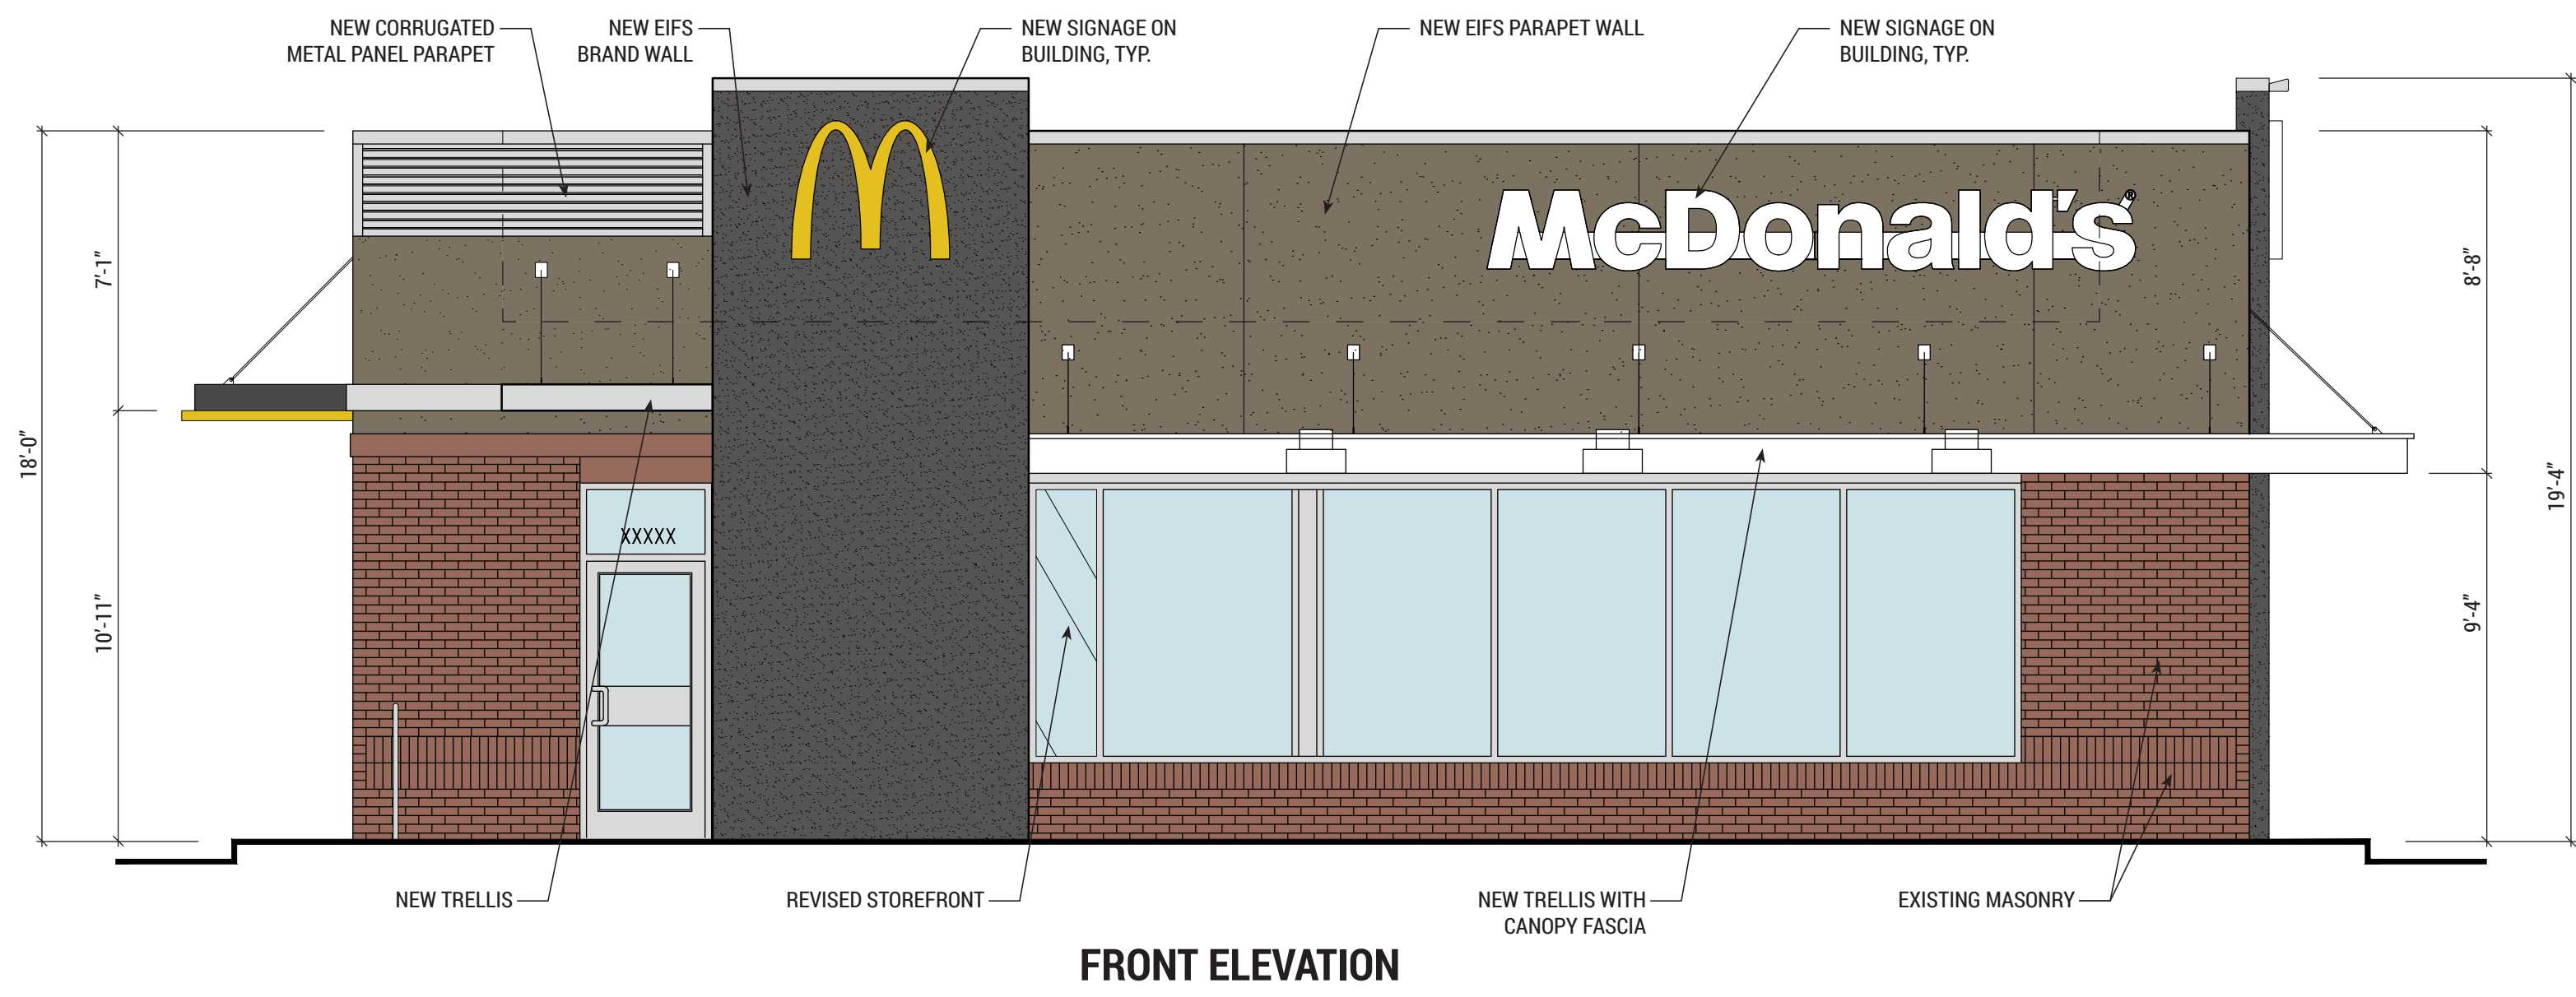 NEW CORRUGATED
METAL PANEL PARAPET
NEW EIFS
BRAND WALL
NEW SIGNAGE ON
BUILDING, TYP.
NEW EIFS PARAPET WALL
NEW SIGNAGE ON
BUILDING, TYP.
McDonald's®
7'-1"
18'-0"
10'-11"
8'-8"
19'-4"
9'-4"
XXXXX
NEW TRELLIS
REVISED STOREFRONT
NEW TRELLIS WITH
CANOPY FASCIA
EXISTING MASONRY
FRONT ELEVATION